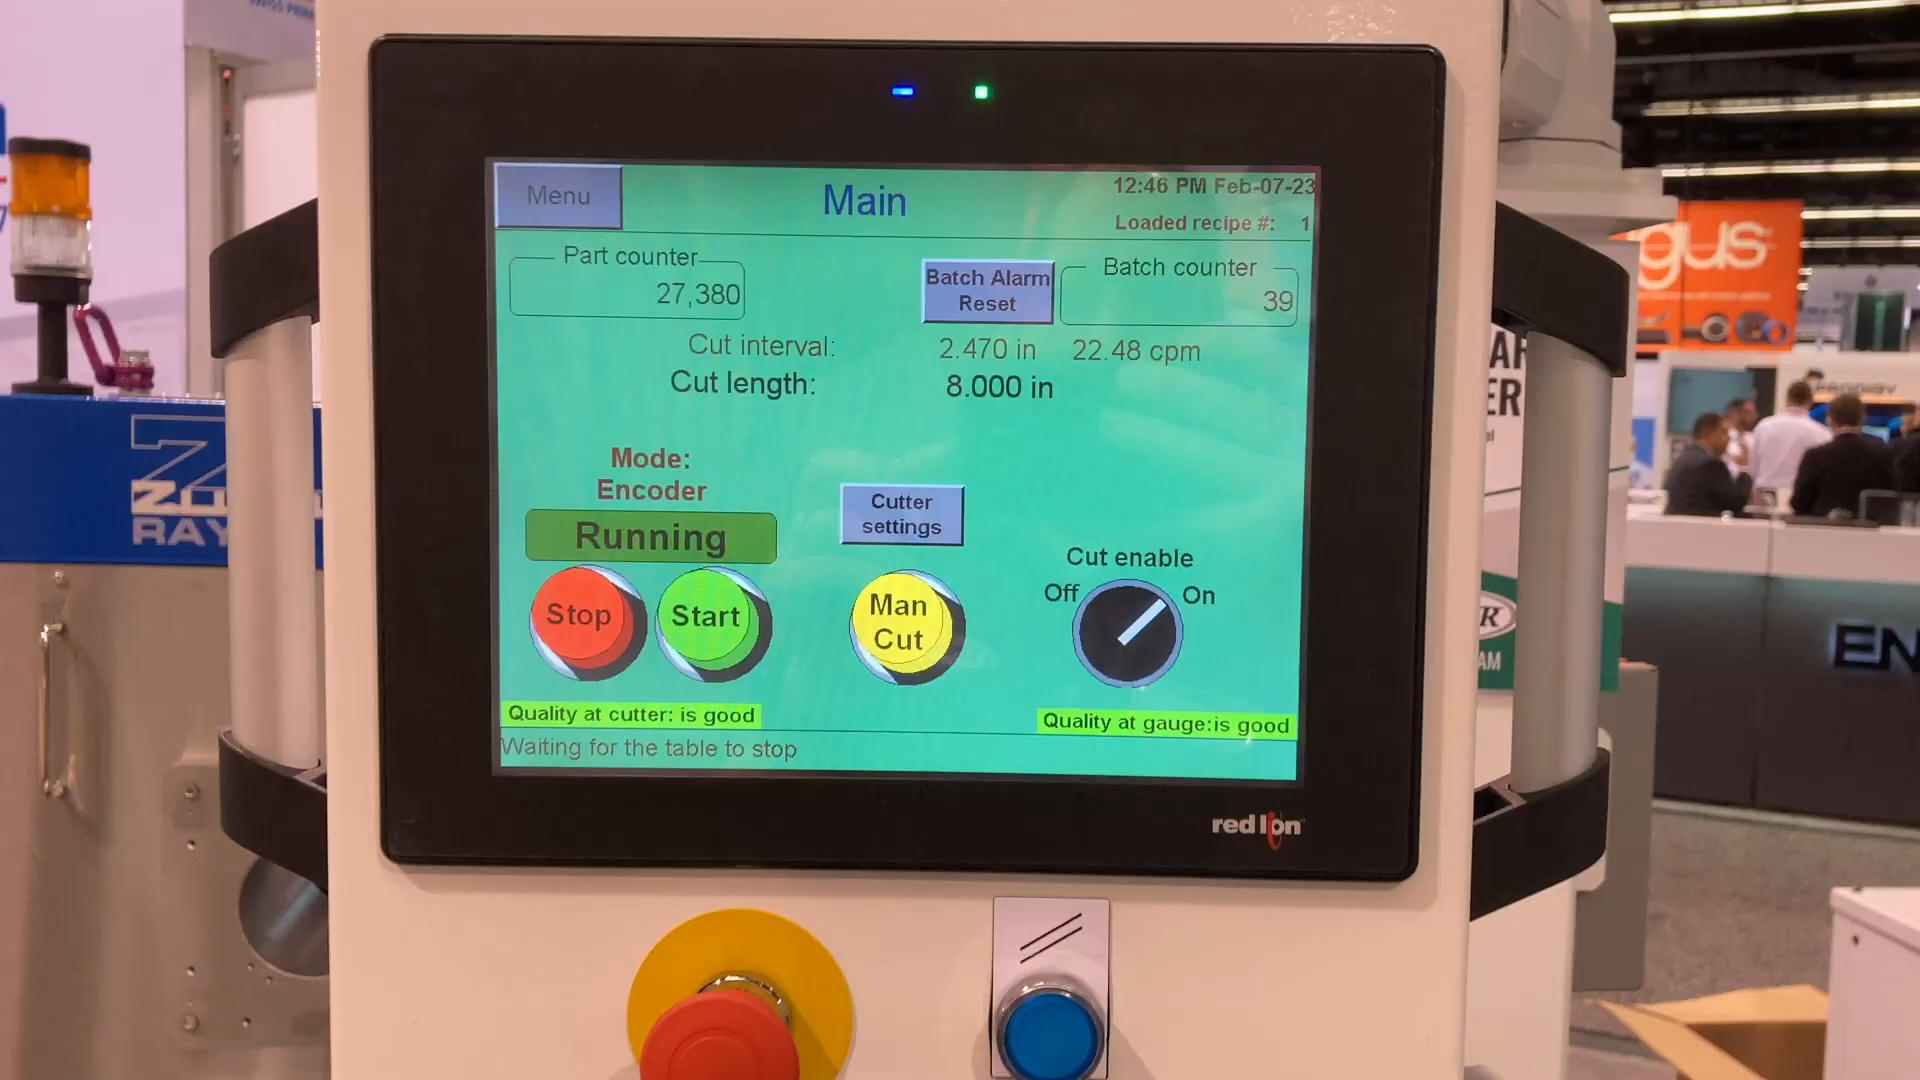 Menu
Main
12:46 PM Feb-07-23
Loaded recipe #: 1
Part counter
27,380
Batch Alarm
Reset
Batch counter
39
Cut interval: 2.470 in 22.48 cpm
Cut length: 8.000 in
Mode:
Encoder
Running
Cutter
settings
Cut enable
Off
On
Stop
Start
Man
Cut
Quality at cutter: is good
Quality at gauge:is good
Waiting for the table to stop
red lion
RAY
gus
EN